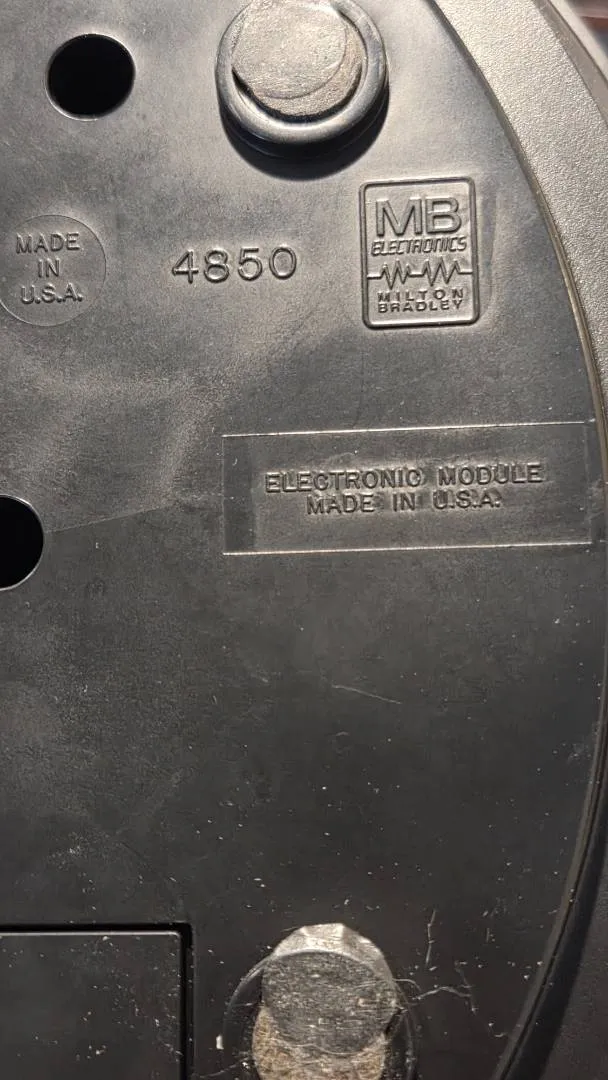 MADE
IN
U.S.A.
4850
MB
ELECTRONICS
MILTON
BRADLEY
ELECTRONIC MODULE
MADE IN U.S.A.